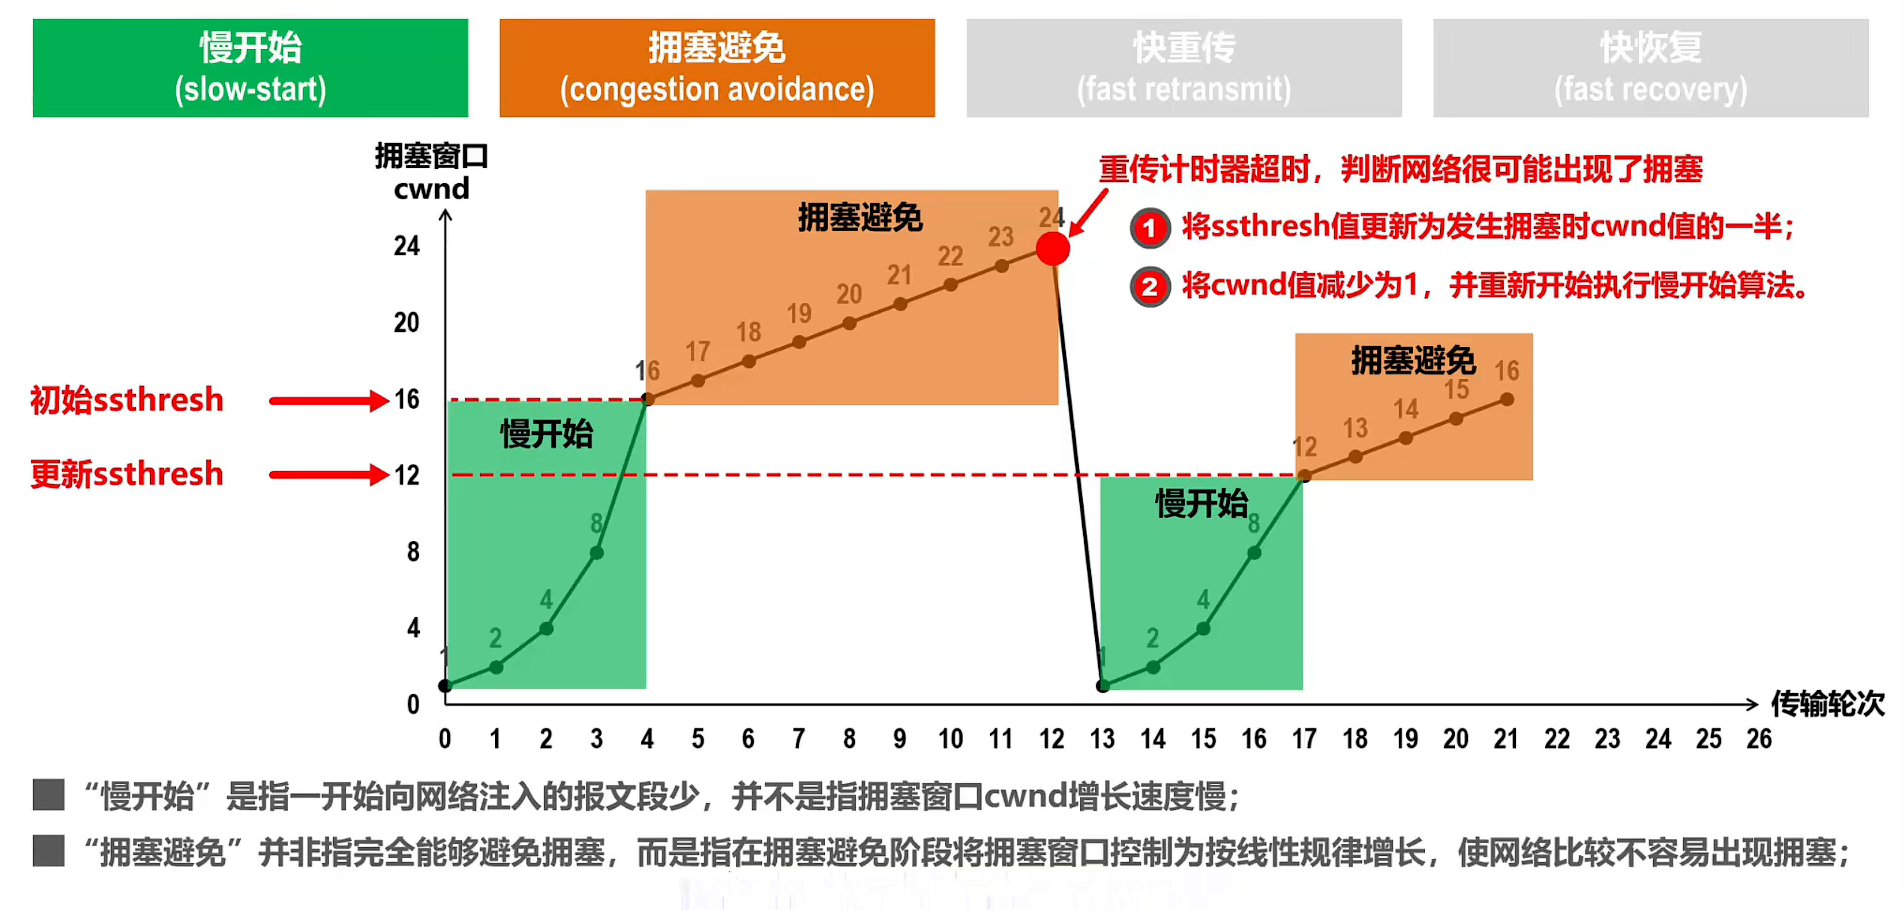 慢开始
(slow-start)
拥塞避免
(congestion avoidance)
快重传
(fast retransmit)
快恢复
(fast recovery)
拥塞窗口
cwnd
重传计时器超时，判断网络很可能出现了拥塞
1 将ssthresh值更新为发生拥塞时cwnd值的一半；
2 将cwnd值减少为1，并重新开始执行慢开始算法。
拥塞避免
24
23
22
21
20
19
18
17
16
24
20
16
12
8
4
0
初始ssthresh
更新ssthresh
慢开始
8
4
2
1
拥塞避免
16
15
14
13
12
慢开始
8
4
2
1
传输轮次
0 1 2 3 4 5 6 7 8 9 10 11 12 13 14 15 16 17 18 19 20 21 22 23 24 25 26
“慢开始”是指一开始向网络注入的报文段少，并不是指拥塞窗口cwnd增长速度慢；
“拥塞避免”并非指完全能够避免拥塞，而是指在拥塞避免阶段将拥塞窗口控制为按线性规律增长，使网络比较不容易出现拥塞；